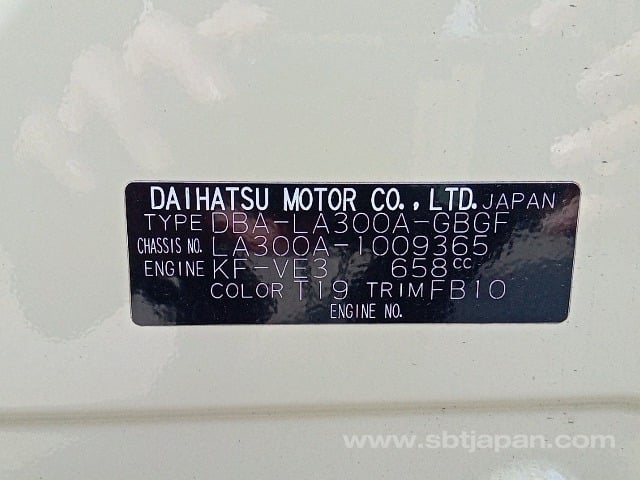 DAIHATSU MOTOR CO., LTD. JAPAN
TYPE DBA-LA300A-GBGF
CHASSIS NO. LA300A-1009365
ENGINE KF-VE3 658cc
COLOR T19 TRIM FB10
ENGINE NO.
www.sbtjapan.com